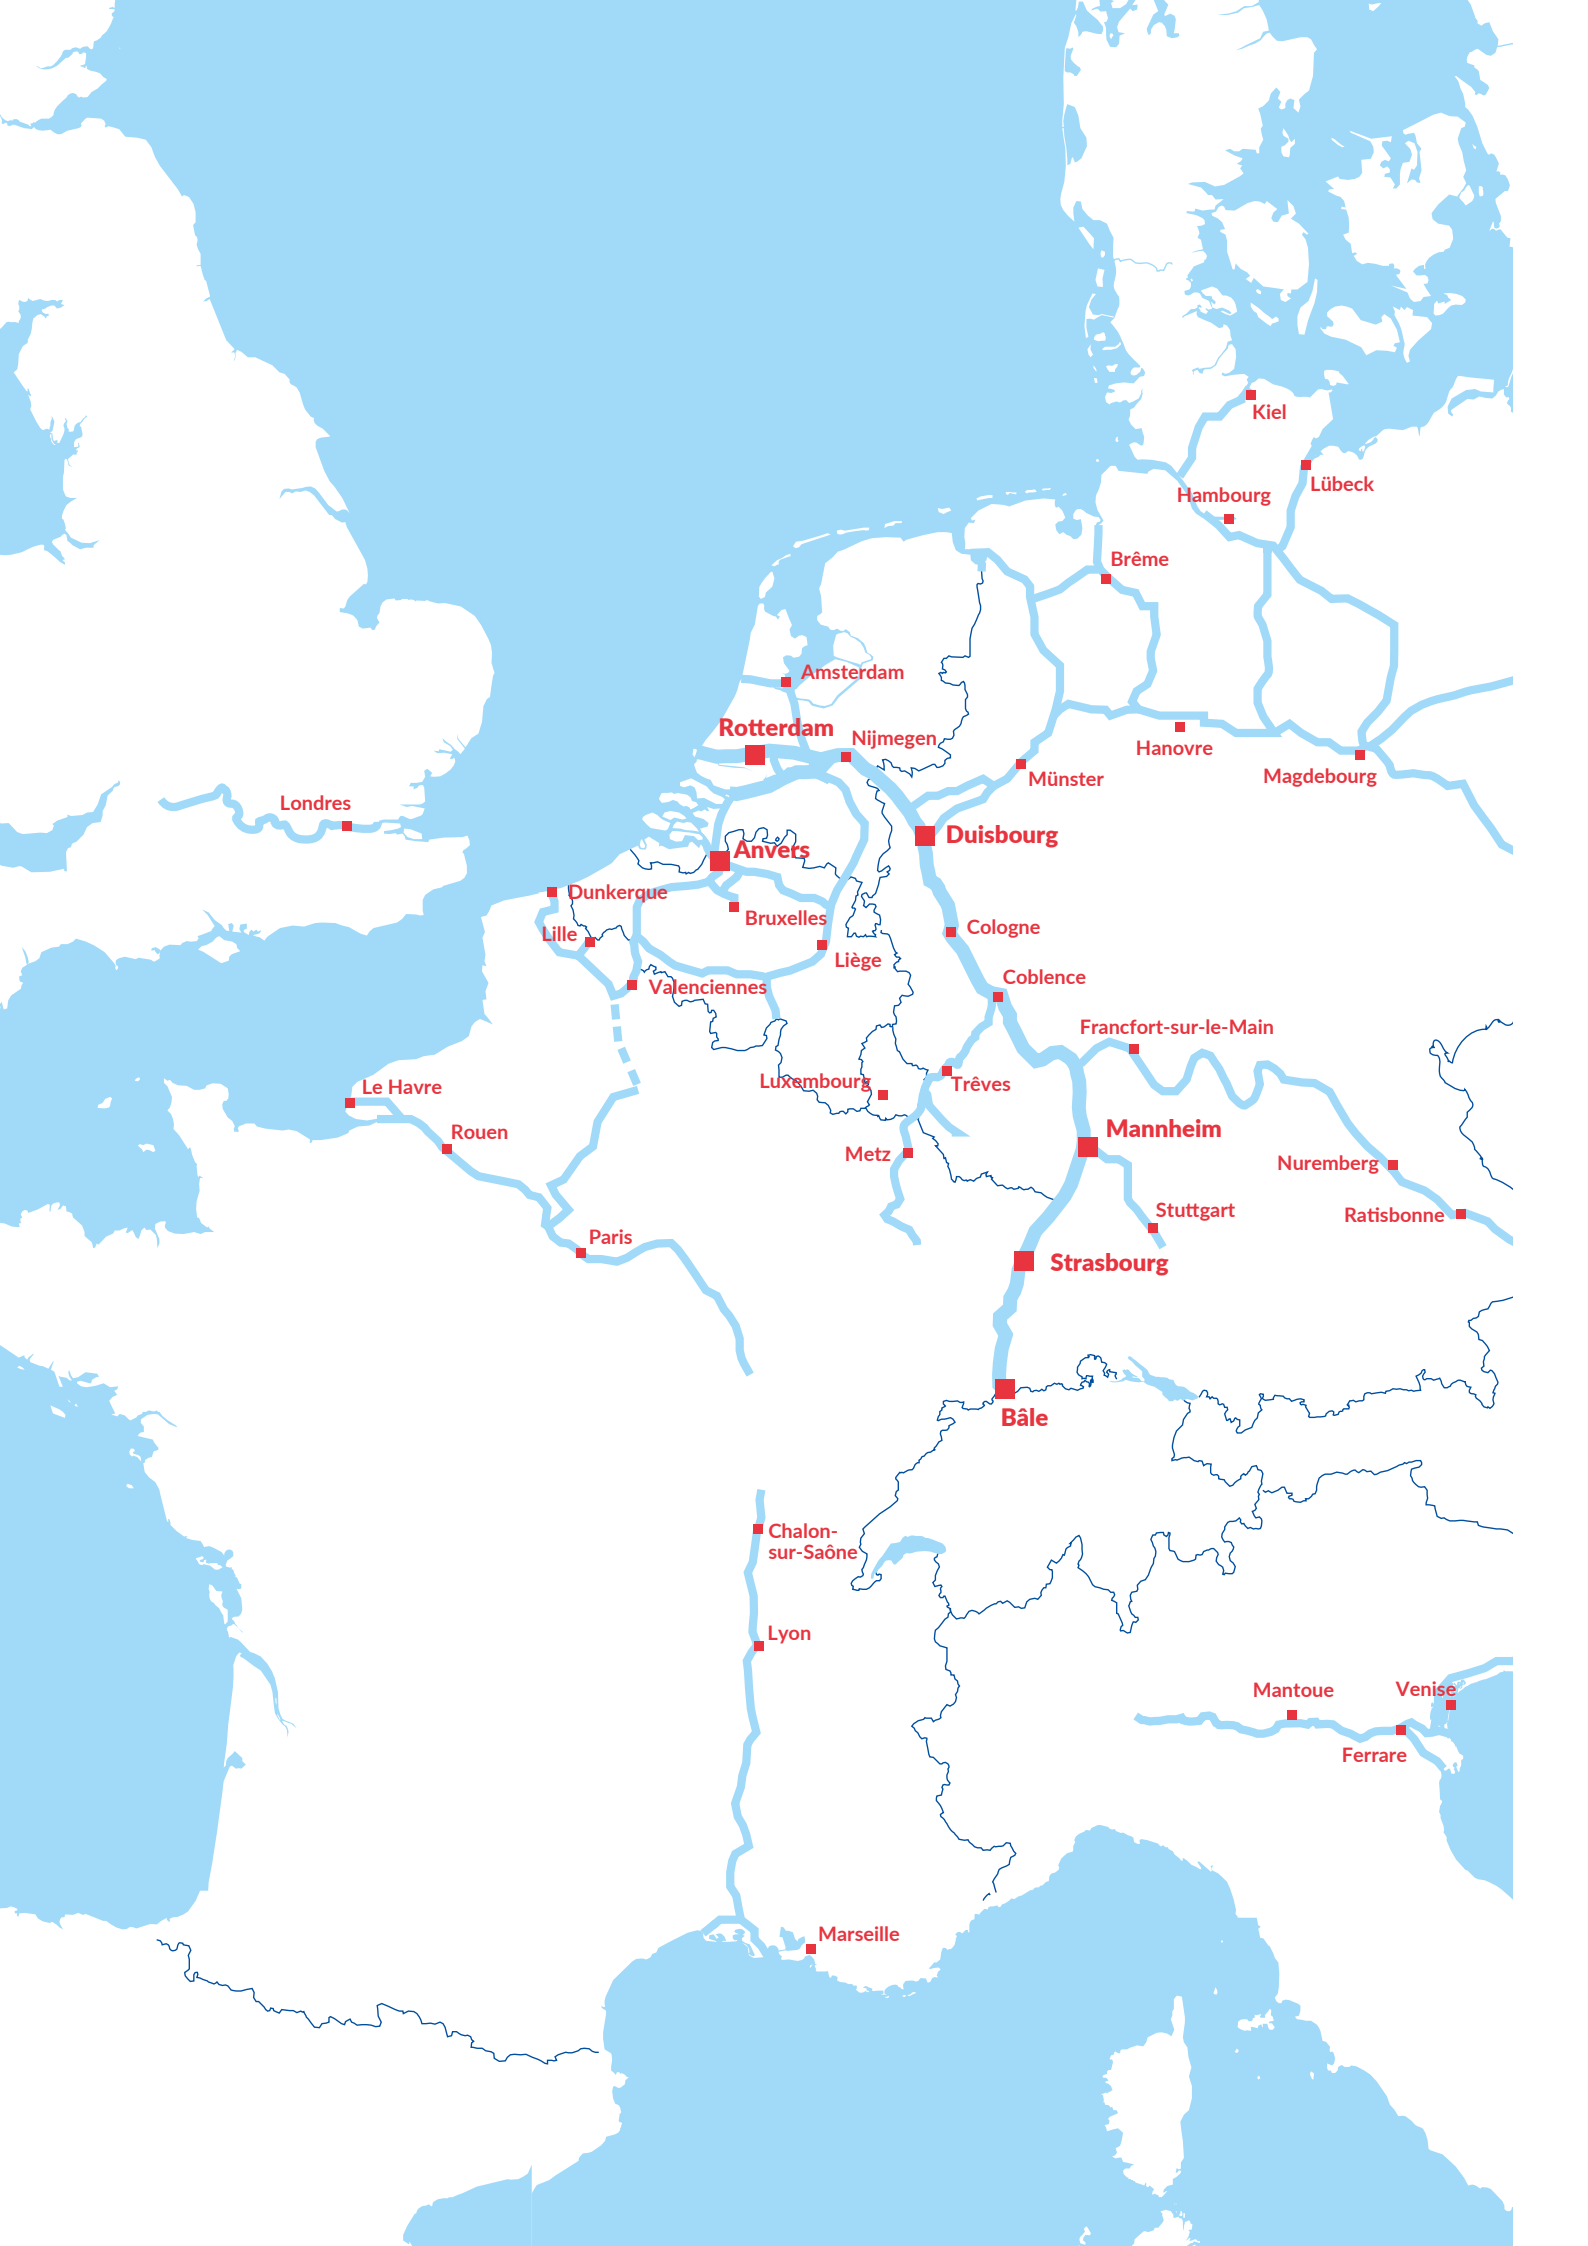 Kiel
Lübeck
Hambourg
Brême
Amsterdam
Rotterdam
Nijmegen
Hanovre
Münster
Magdebourg
Londres
Duisbourg
Anvers
Dunkerque
Bruxelles
Cologne
Lille
Liège
Coblence
Valenciennes
Francfort-sur-le-Main
Luxembourg
Trêves
Le Havre
Mannheim
Rouen
Metz
Nuremberg
Stuttgart
Ratisbonne
Paris
Strasbourg
Bâle
Chalon-
sur-Saône
Lyon
Mantoue
Venise
Ferrare
Marseille